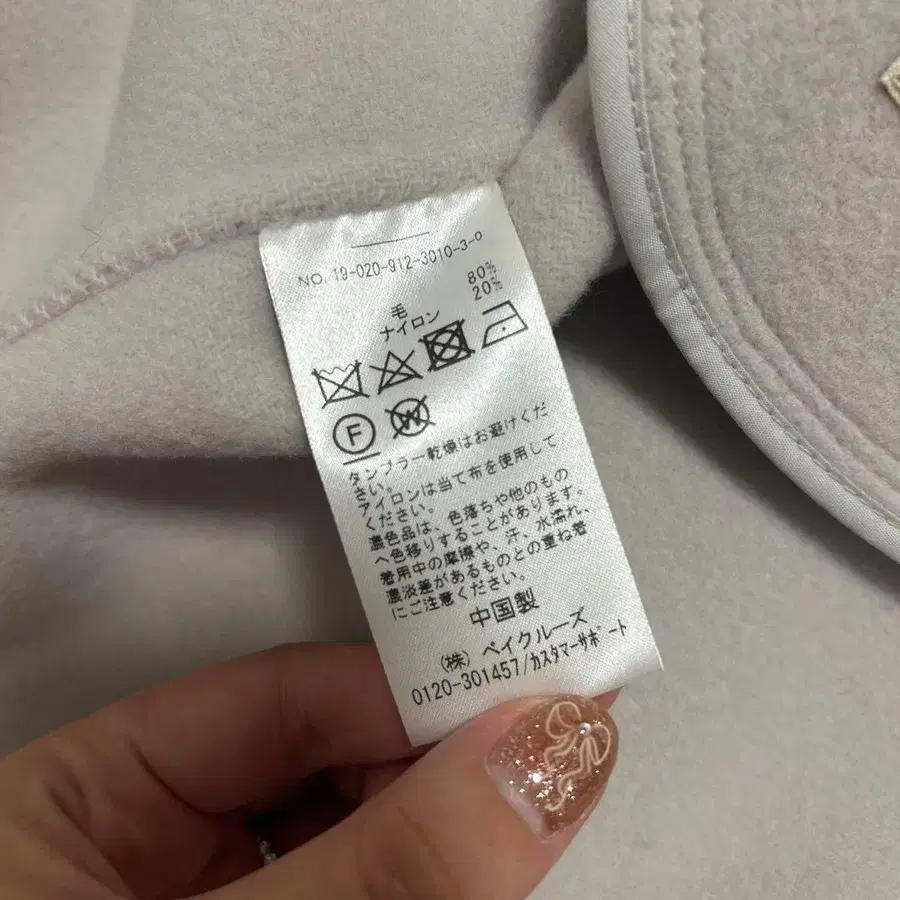 NO. 19-020-912-3010-3-0
毛 80%
ナイロン 20%
F W
タンブラー乾燥はお避けくだ
さい。
アイロンは当て布を使用して
ください。
濃色品は、色落ちや他のもの
へ色移りすることがあります。
着用中の摩擦や、汗、水濡れ、
濃淡差があるものとの重ね着
にご注意ください。
中国製
(株) ベイクルーズ
0120-301457/カスタマーサポート